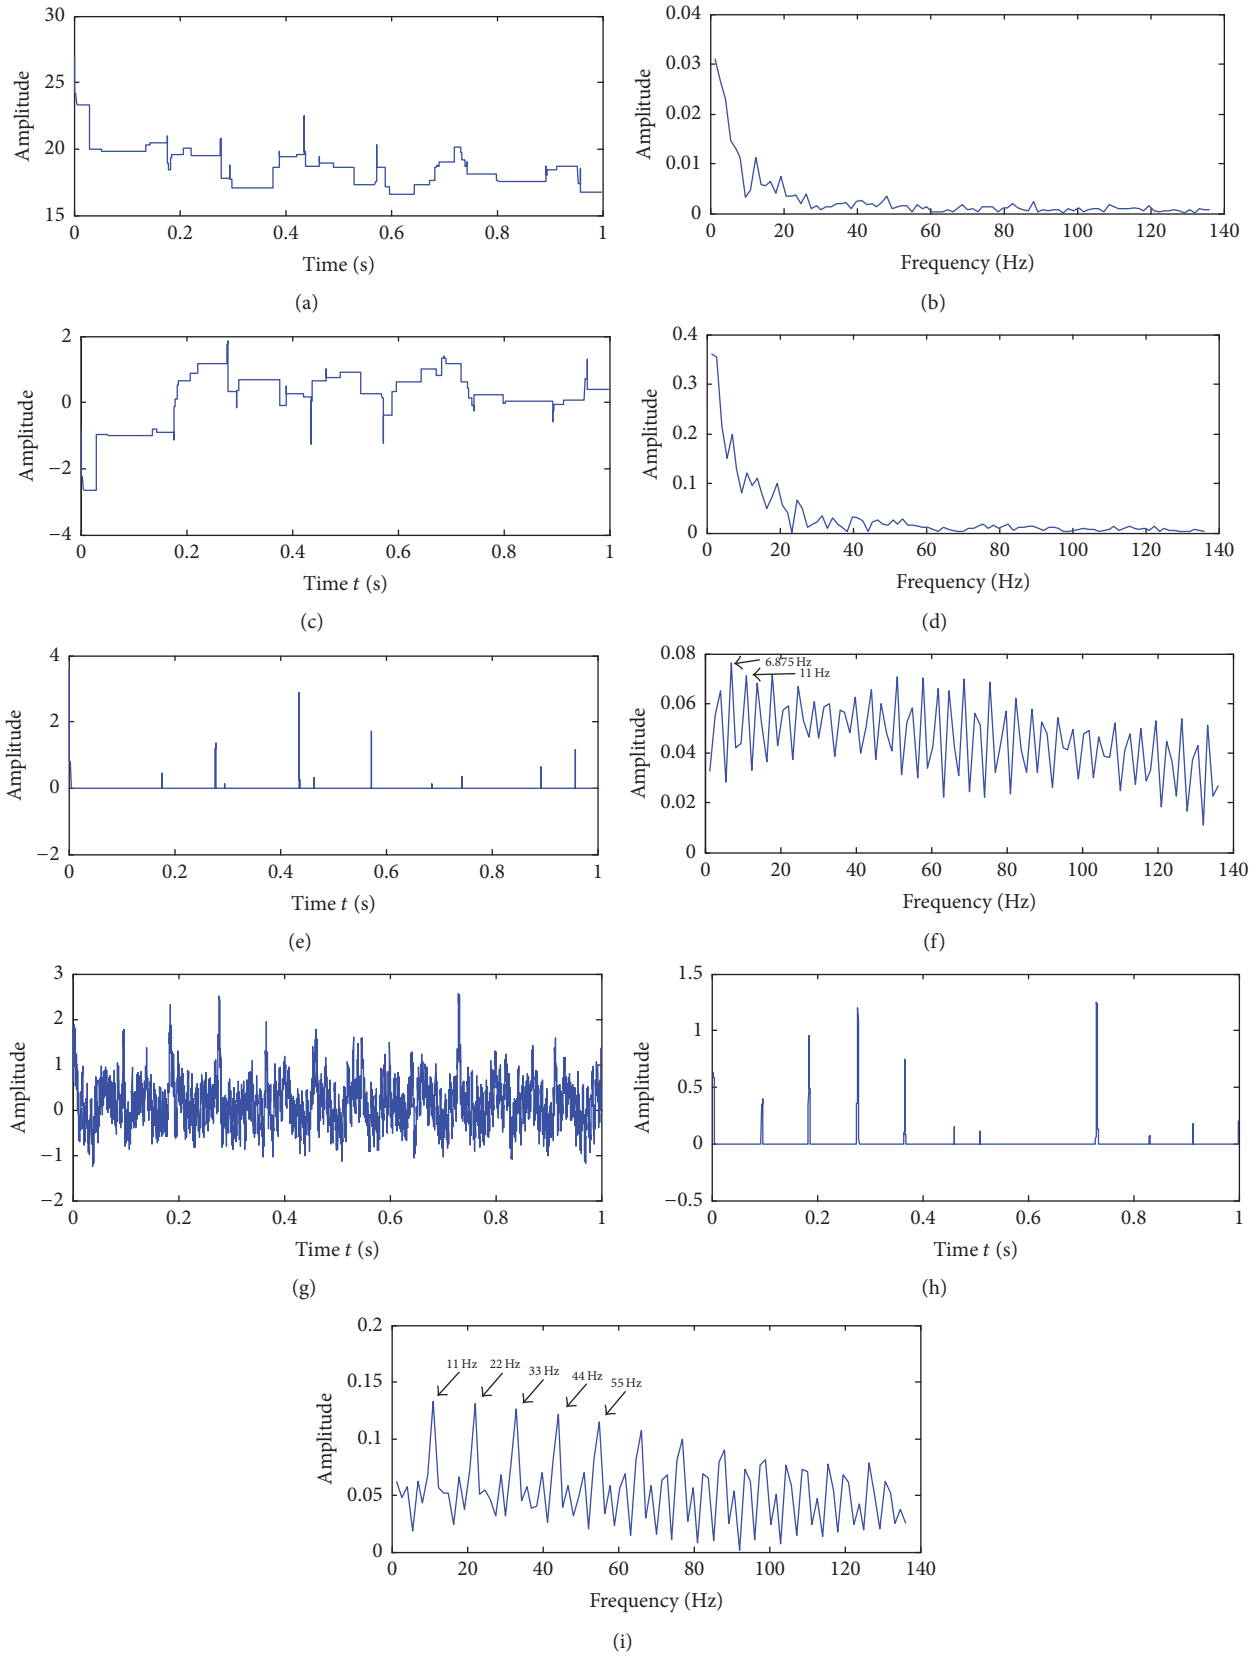 30
25
20
15
Amplitude
0 0.2 0.4 0.6 0.8 1
Time (s)
(a)
0.04
0.03
0.02
0.01
0
Amplitude
0 20 40 60 80 100 120 140
Frequency (Hz)
(b)
2
0
−2
−4
Amplitude
0 0.2 0.4 0.6 0.8 1
Time t (s)
(c)
0.4
0.3
0.2
0.1
0
Amplitude
0 20 40 60 80 100 120 140
Frequency (Hz)
(d)
4
2
0
−2
Amplitude
0 0.2 0.4 0.6 0.8 1
Time t (s)
(e)
0.08
0.06
0.04
0.02
0
Amplitude
6.875 Hz
11 Hz
0 20 40 60 80 100 120 140
Frequency (Hz)
(f)
3
2
1
0
−1
−2
Amplitude
0 0.2 0.4 0.6 0.8 1
Time t (s)
(g)
1.5
1
0.5
0
−0.5
Amplitude
0 0.2 0.4 0.6 0.8 1
Time t (s)
(h)
0.2
0.15
0.1
0.05
0
Amplitude
11 Hz
22 Hz
33 Hz
44 Hz
55 Hz
0 20 40 60 80 100 120 140
Frequency (Hz)
(i)